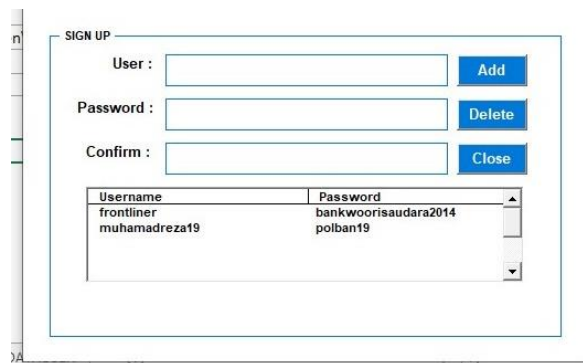 SIGN UP
User :
Add
Password :
Delete
Confirm :
Close
Username Password
frontliner bankwoorisaudara2014
muhamadreza19 polban19